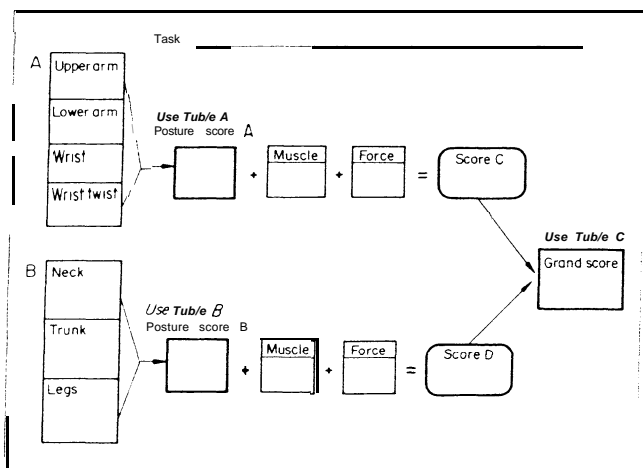 Task
A
Upper arm
Lower arm
Wrist
Wrist twist
Use Tub/e A
Posture score A
+
Muscle
+
Force
=
Score C
Use Tub/e C
Grand score
B
Neck
Trunk
Legs
Use Tub/e B
Posture score B
+
Muscle
+
Force
=
Score D